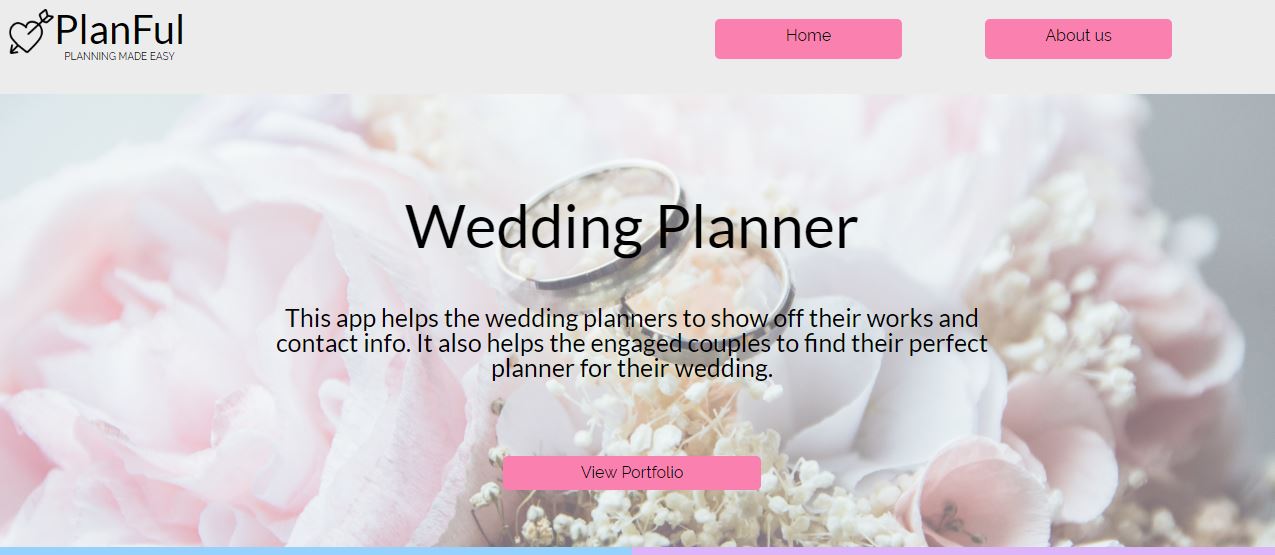 PlanFul
PLANNING MADE EASY
Home
About us
Wedding Planner
This app helps the wedding planners to show off their works and
contact info. It also helps the engaged couples to find their perfect
planner for their wedding.
View Portfolio